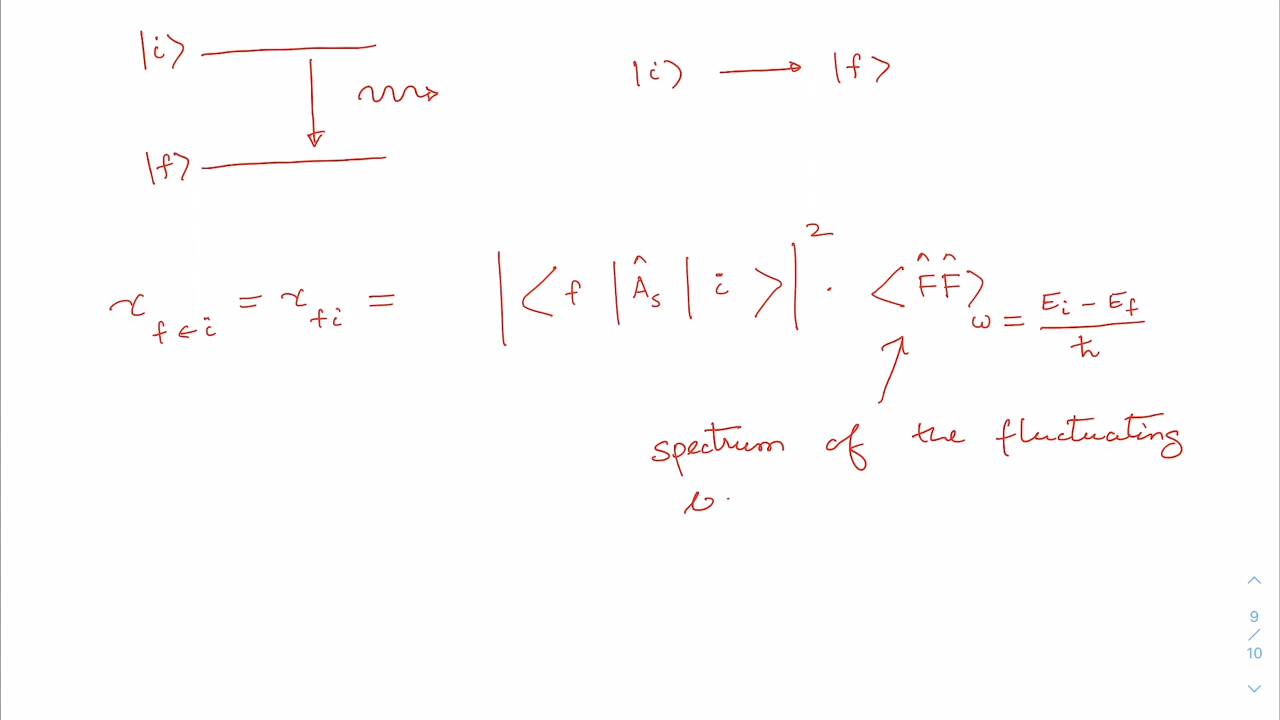 |i⟩
|i⟩ ⟶ |f⟩
|f⟩
r_{f←i} = r_{fi} = |⟨f|Â_s|i⟩|² · ⟨F̂F̂⟩_{ω = (E_i − E_f)/ħ}
spectrum of the fluctuating
9
/
10